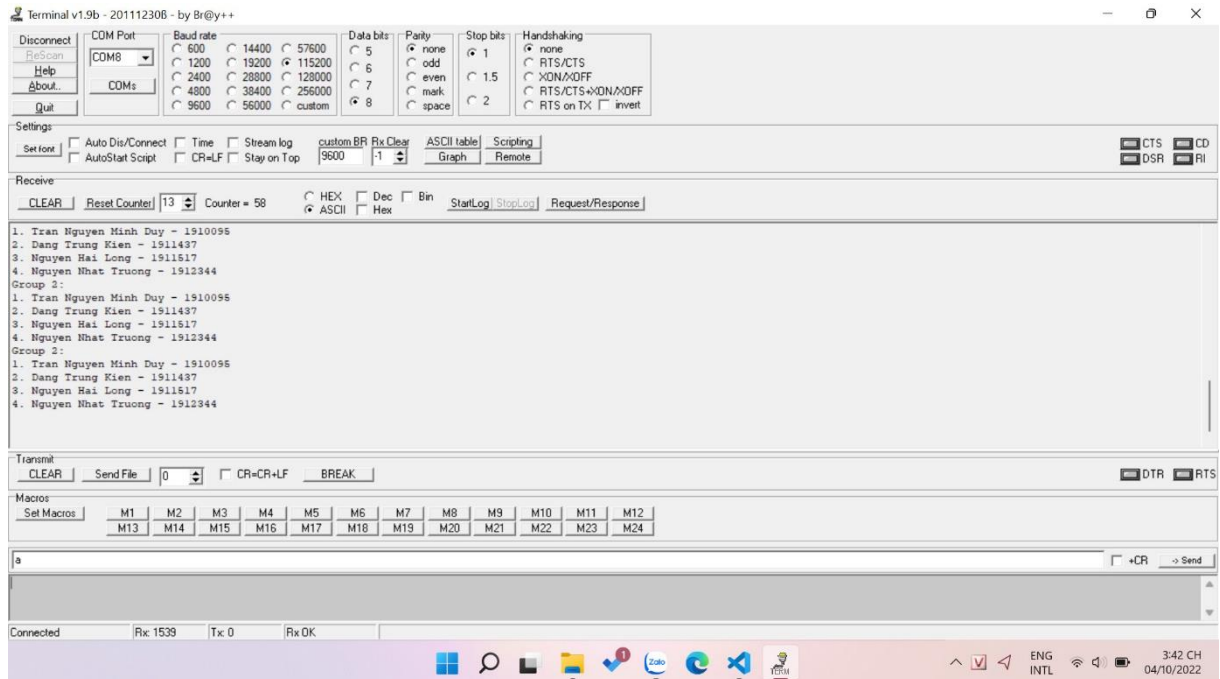 Terminal v1.9b - 20111230ß - by Br@y++
Disconnect
ReScan
Help
About..
Quit
COM Port
COM8
COMs
Baud rate
600 14400 57600
1200 19200 115200
2400 28800 128000
4800 38400 256000
9600 56000 custom
Data bits
5
6
7
8
Parity
none
odd
even
mark
space
Stop bits
1
1.5
2
Handshaking
none
RTS/CTS
XON/XOFF
RTS/CTS+XON/XOFF
RTS on TX invert
Settings
Set font
Auto Dis/Connect Time Stream log
AutoStart Script CR=LF Stay on Top
custom BR Rx Clear
9600 -1
ASCII table Scripting
Graph Remote
CTS CD
DSR RI
Receive
CLEAR Reset Counter 13 Counter = 58
HEX Dec Bin
ASCII Hex
StartLog StopLog Request/Response
1. Tran Nguyen Minh Duy - 1910095
2. Dang Trung Kien - 1911437
3. Nguyen Hai Long - 1911517
4. Nguyen Nhat Truong - 1912344
Group 2:
1. Tran Nguyen Minh Duy - 1910095
2. Dang Trung Kien - 1911437
3. Nguyen Hai Long - 1911517
4. Nguyen Nhat Truong - 1912344
Group 2:
1. Tran Nguyen Minh Duy - 1910095
2. Dang Trung Kien - 1911437
3. Nguyen Hai Long - 1911517
4. Nguyen Nhat Truong - 1912344
Transmit
CLEAR Send File 0 CR=CR+LF BREAK
DTR RTS
Macros
Set Macros
M1 M2 M3 M4 M5 M6 M7 M8 M9 M10 M11 M12
M13 M14 M15 M16 M17 M18 M19 M20 M21 M22 M23 M24
a
+CR -> Send
Connected Rx: 1539 Tx: 0 Rx OK
1
Zalo
TERM
V
ENG
INTL
3:42 CH
04/10/2022